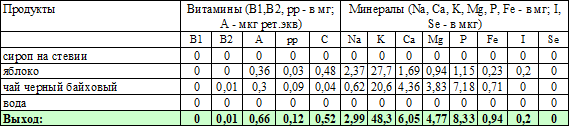 Продукты Витамины (B1,B2, рр - в мг; А - мкг рет.экв) Минералы (Na, Ca, K, Mg, P, Fe - в мг; I, Se - в мкг)
B1 B2 A pp C Na K Ca Mg P Fe I Se
сироп на стевии 0 0 0 0 0 0 0 0 0 0 0 0 0
яблоко 0 0 0,36 0,03 0,48 2,37 27,7 1,69 0,94 1,15 0,23 0,2 0
чай черный байховый 0 0,01 0,3 0,09 0,04 0,62 20,6 4,36 3,83 7,18 0,71 0 0
вода 0 0 0 0 0 0 0 0 0 0 0 0 0
Выход: 0 0,01 0,66 0,12 0,52 2,99 48,3 6,05 4,77 8,33 0,94 0,2 0